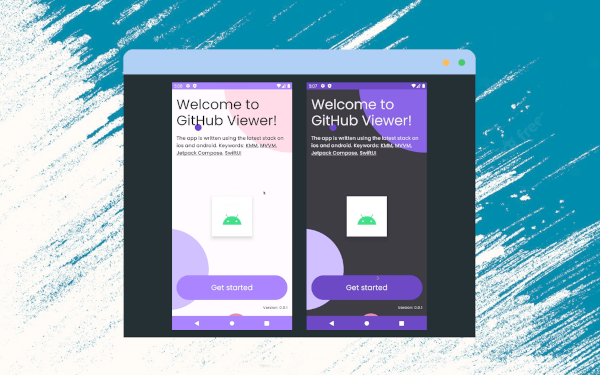 Welcome to
GitHub Viewer!
The app is written using the latest stack on
ios and android. Keywords: KMM, MVVM,
Jetpack Compose, SwiftUI
Get started
Version: 0.0.1
5:07
Welcome to
GitHub Viewer!
The app is written using the latest stack on
ios and android. Keywords: KMM, MVVM,
Jetpack Compose, SwiftUI
Get started
Version: 0.0.1